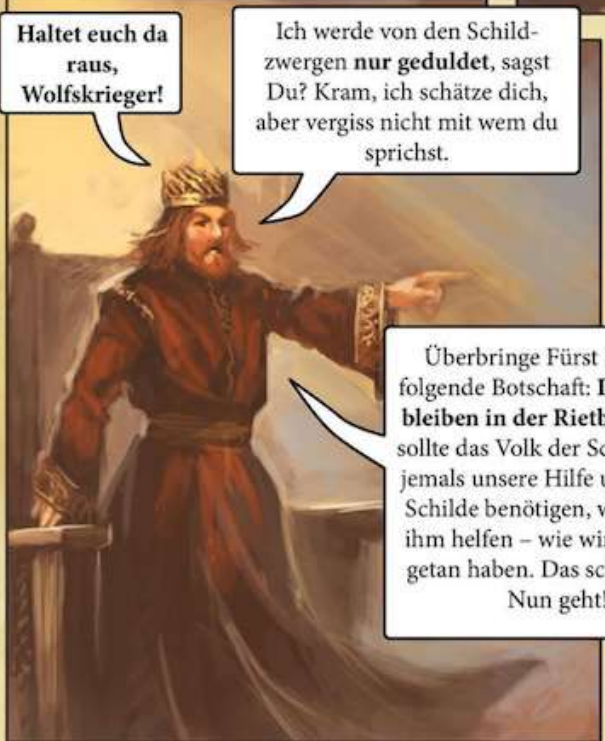 Haltet euch da
raus,
Wolfskrieger!
Ich werde von den Schild-
zwergen nur geduldet, sagst
Du? Kram, ich schätze dich,
aber vergiss nicht mit wem du
sprichst.
Überbringe Fürst
folgende Botschaft:
bleiben in der
sollte das Volk der
jemals unsere Hilfe
Schilde benötigen,
ihm helfen – wie
getan haben. Das
Nun geht!